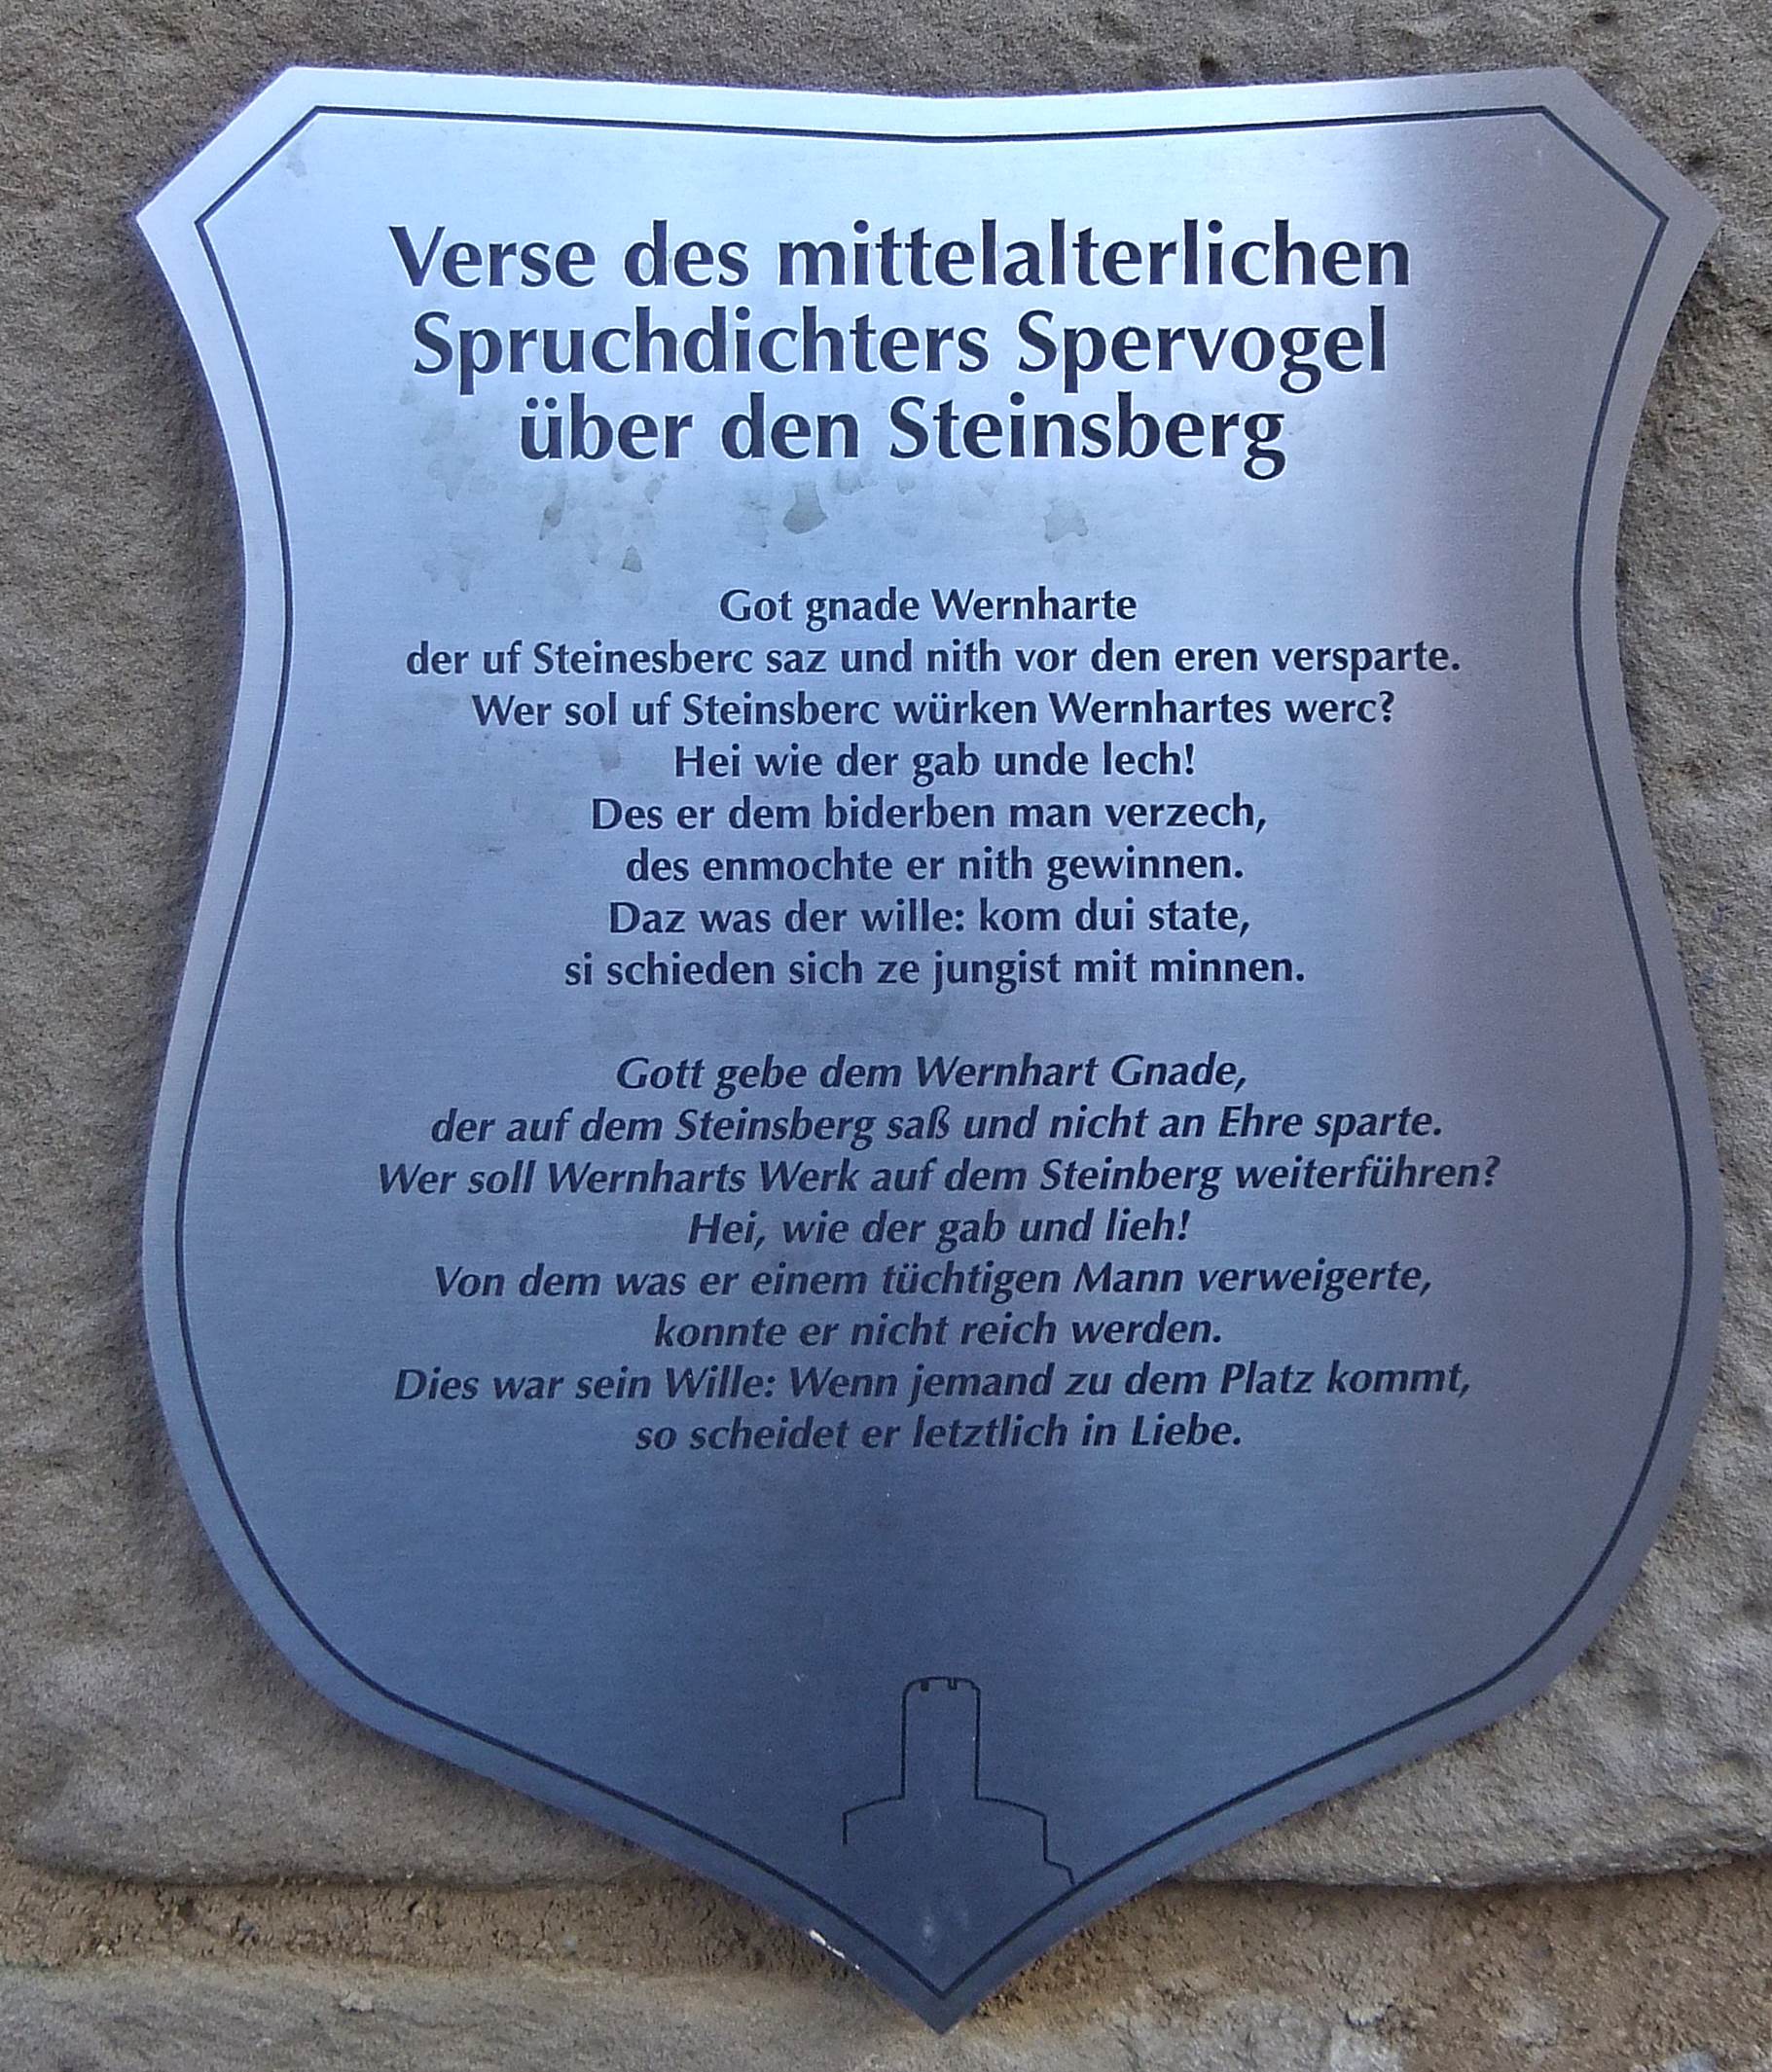 Verse des mittelalterlichen
Spruchdichters Spervogel
über den Steinsberg
Got gnade Wernharte
der uf Steinesberc saz und nith vor den eren versparte.
Wer sol uf Steinsberc würken Wernhartes werc?
Hei wie der gab unde lech!
Des er dem biderben man verzech,
des enmochte er nith gewinnen.
Daz was der wille: kom dui state,
si schieden sich ze jungist mit minnen.
Gott gebe dem Wernhart Gnade,
der auf dem Steinsberg saß und nicht an Ehre sparte.
Wer soll Wernharts Werk auf dem Steinberg weiterführen?
Hei, wie der gab und lieh!
Von dem was er einem tüchtigen Mann verweigerte,
konnte er nicht reich werden.
Dies war sein Wille: Wenn jemand zu dem Platz kommt,
so scheidet er letztlich in Liebe.